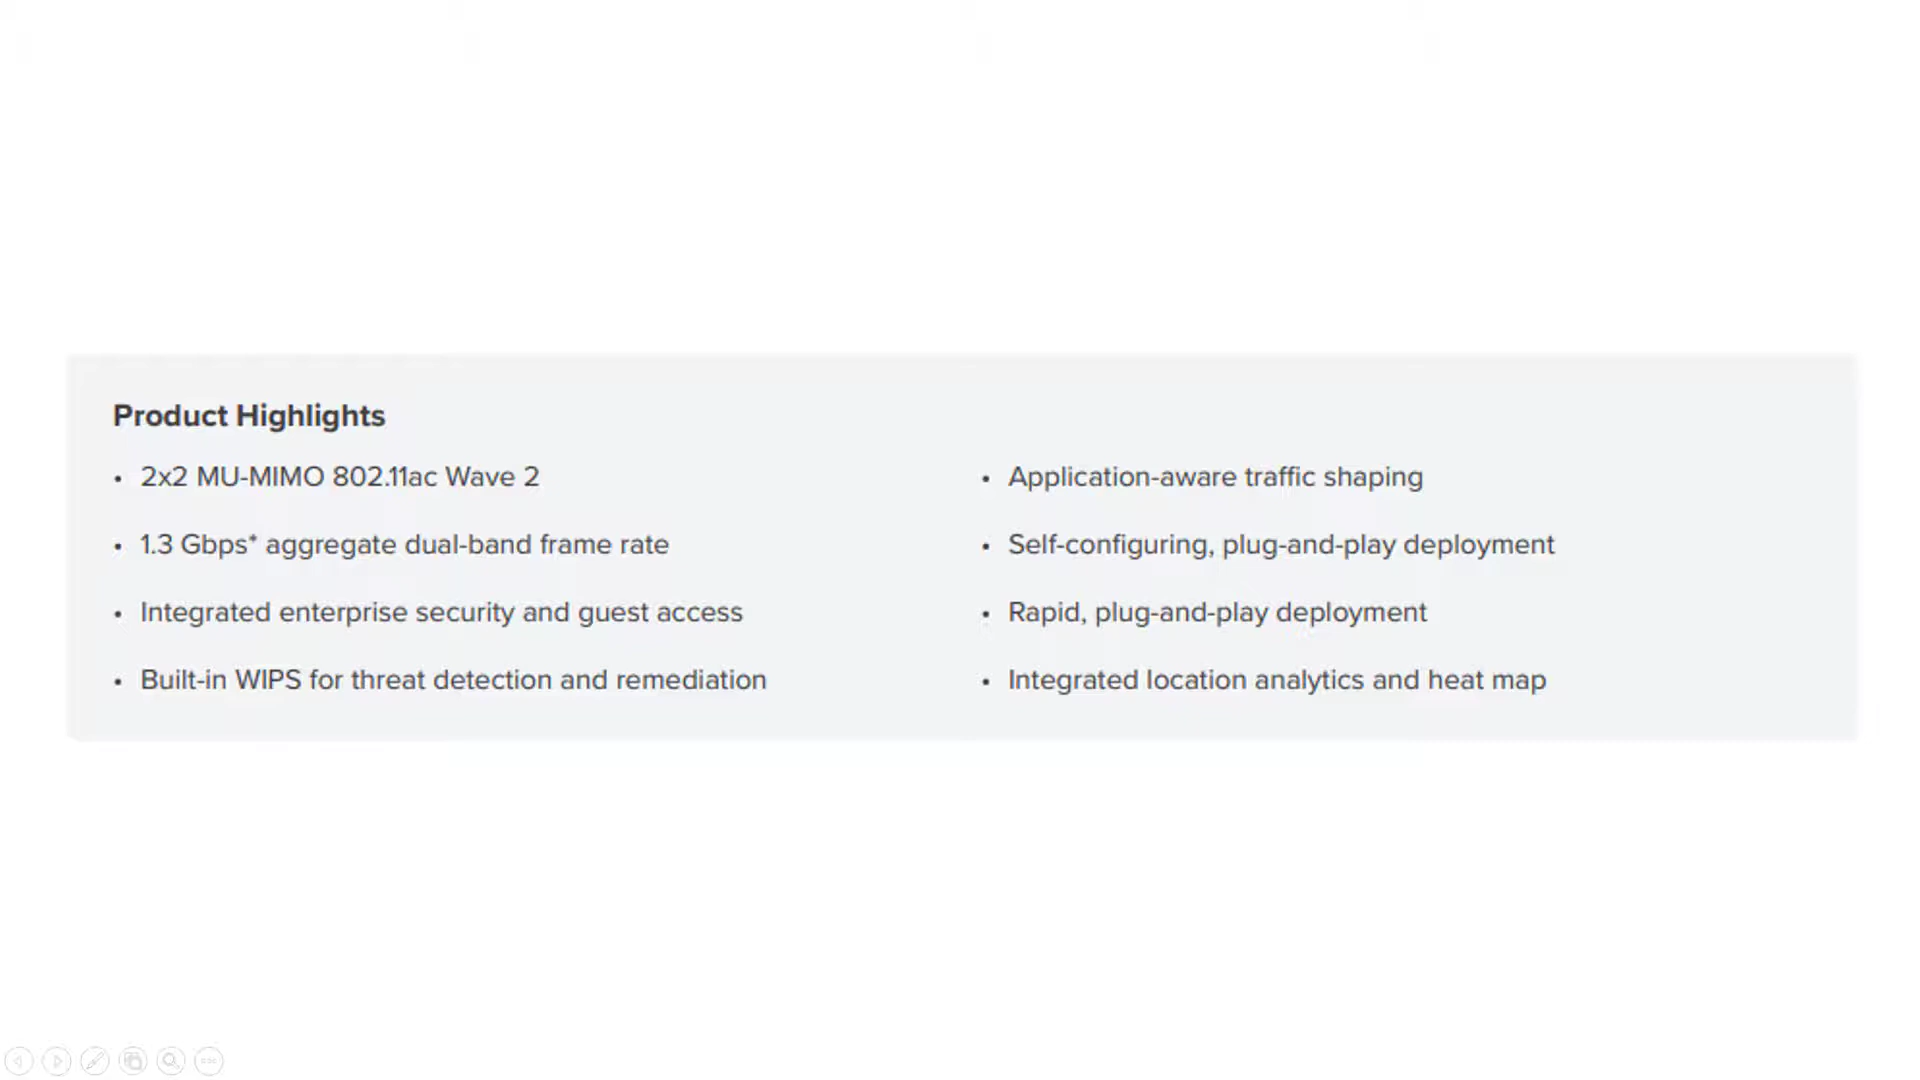 Product Highlights
• 2x2 MU-MIMO 802.11ac Wave 2
• 1.3 Gbps* aggregate dual-band frame rate
• Integrated enterprise security and guest access
• Built-in WIPS for threat detection and remediation
• Application-aware traffic shaping
• Self-configuring, plug-and-play deployment
• Rapid, plug-and-play deployment
• Integrated location analytics and heat map